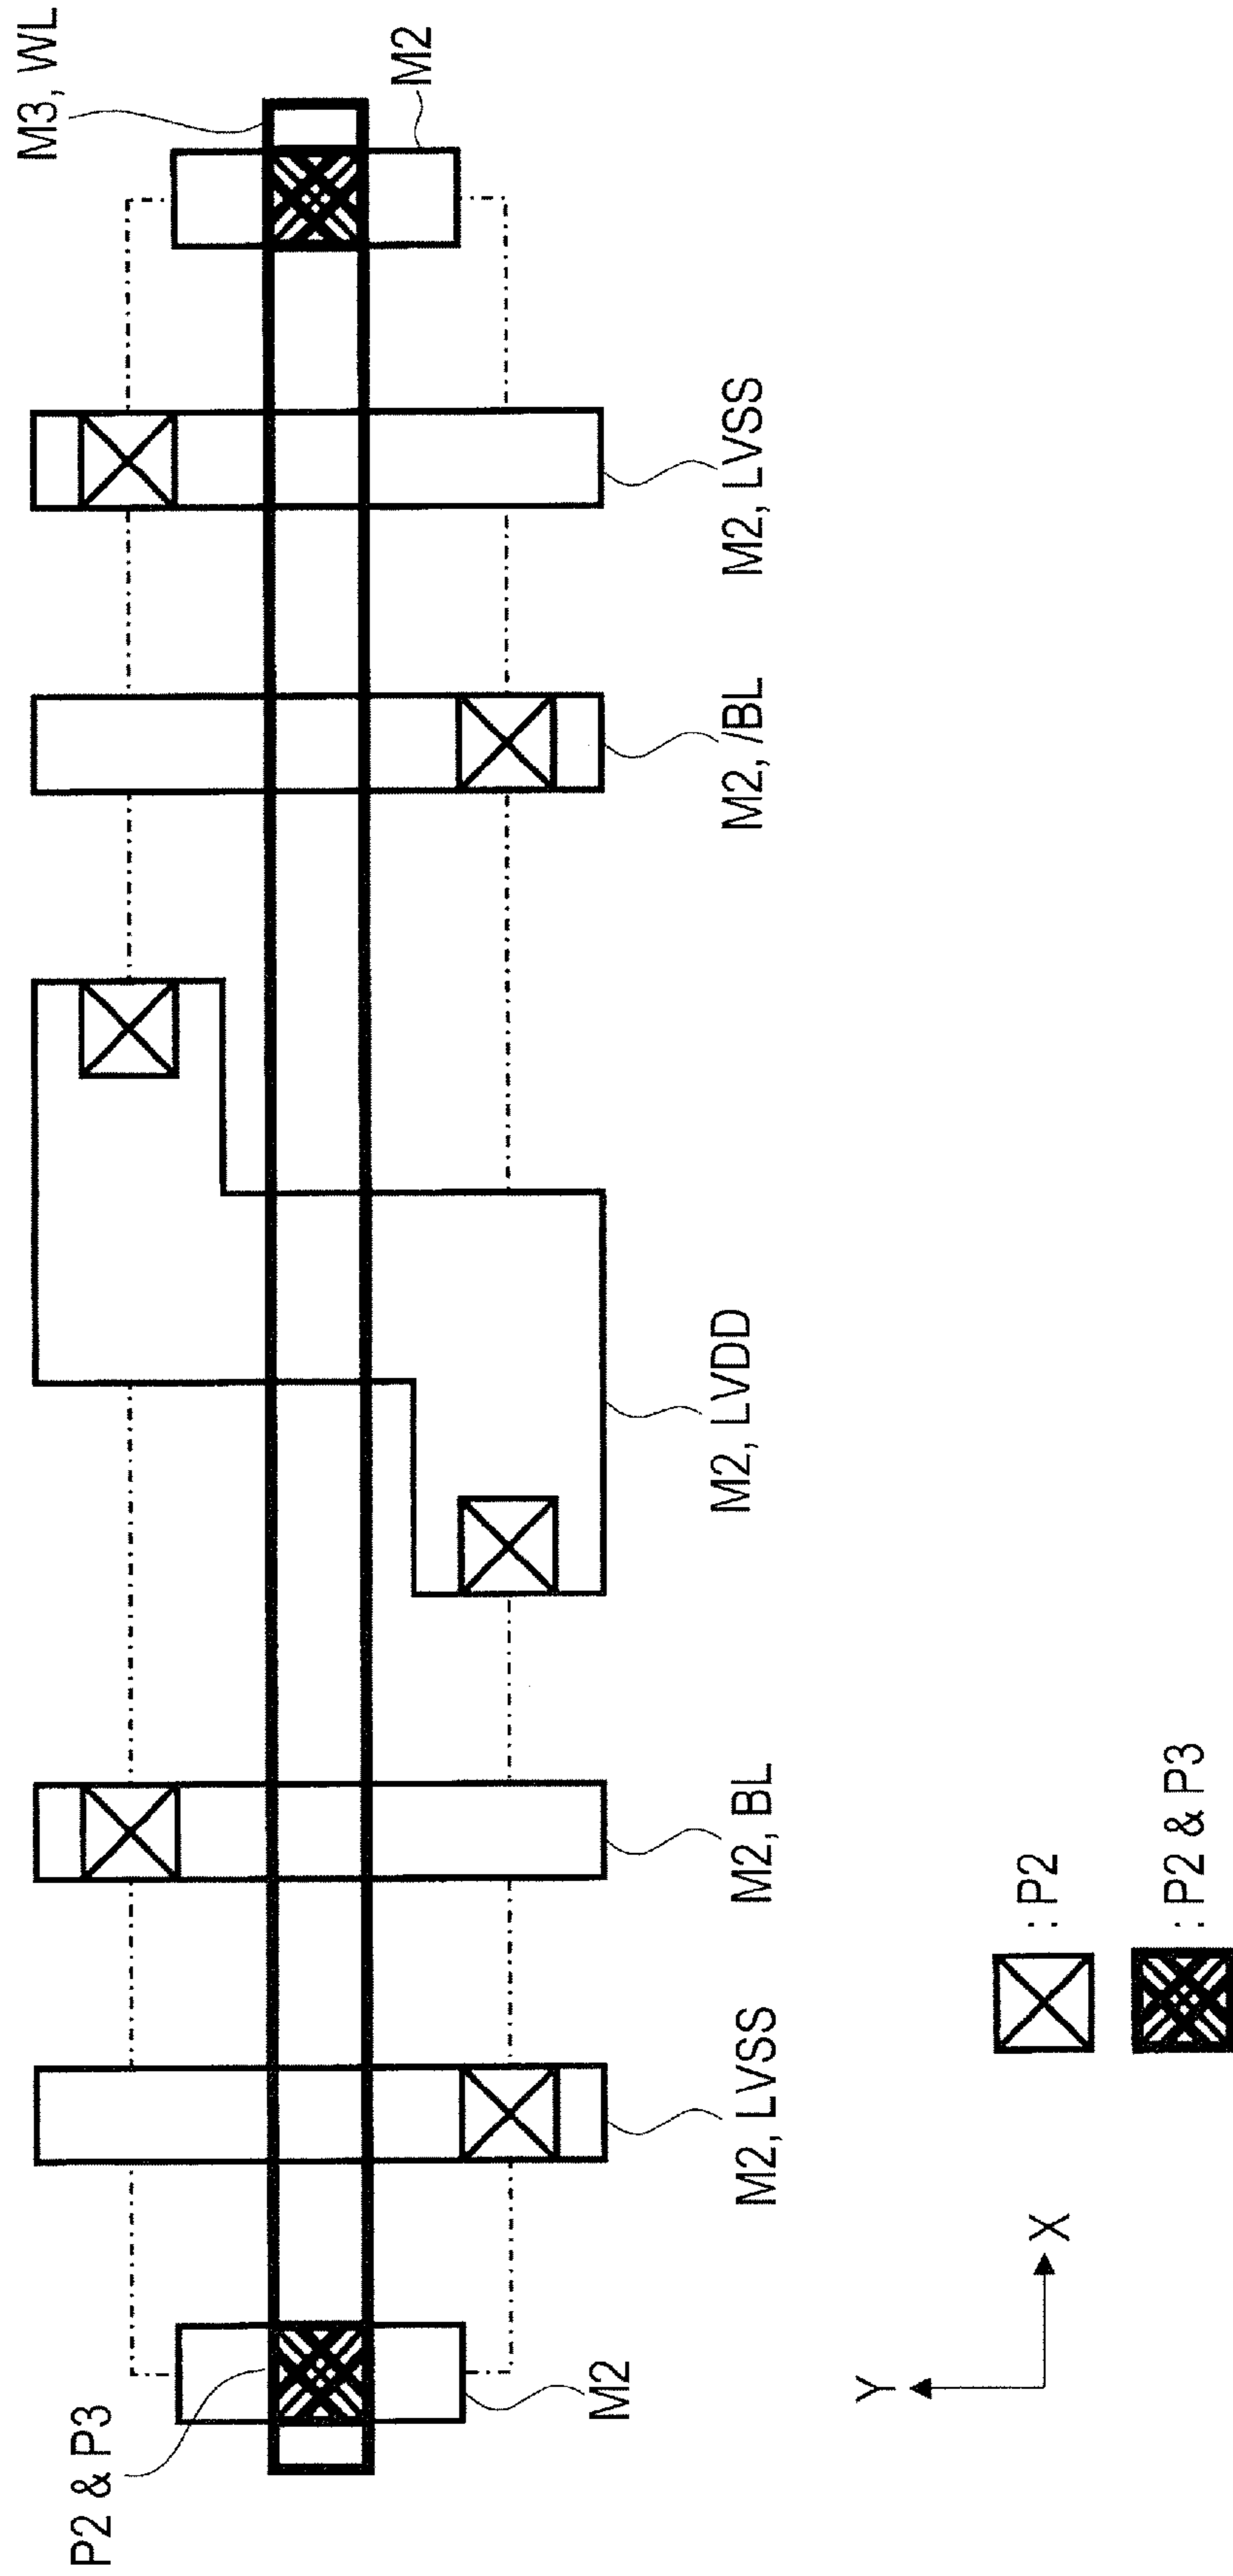 M3, WL
M2
P2 & P3
M2
M2, LVSS
M2, BL
M2, LVDD
M2, /BL
M2, LVSS
Y
X
: P2
: P2 & P3